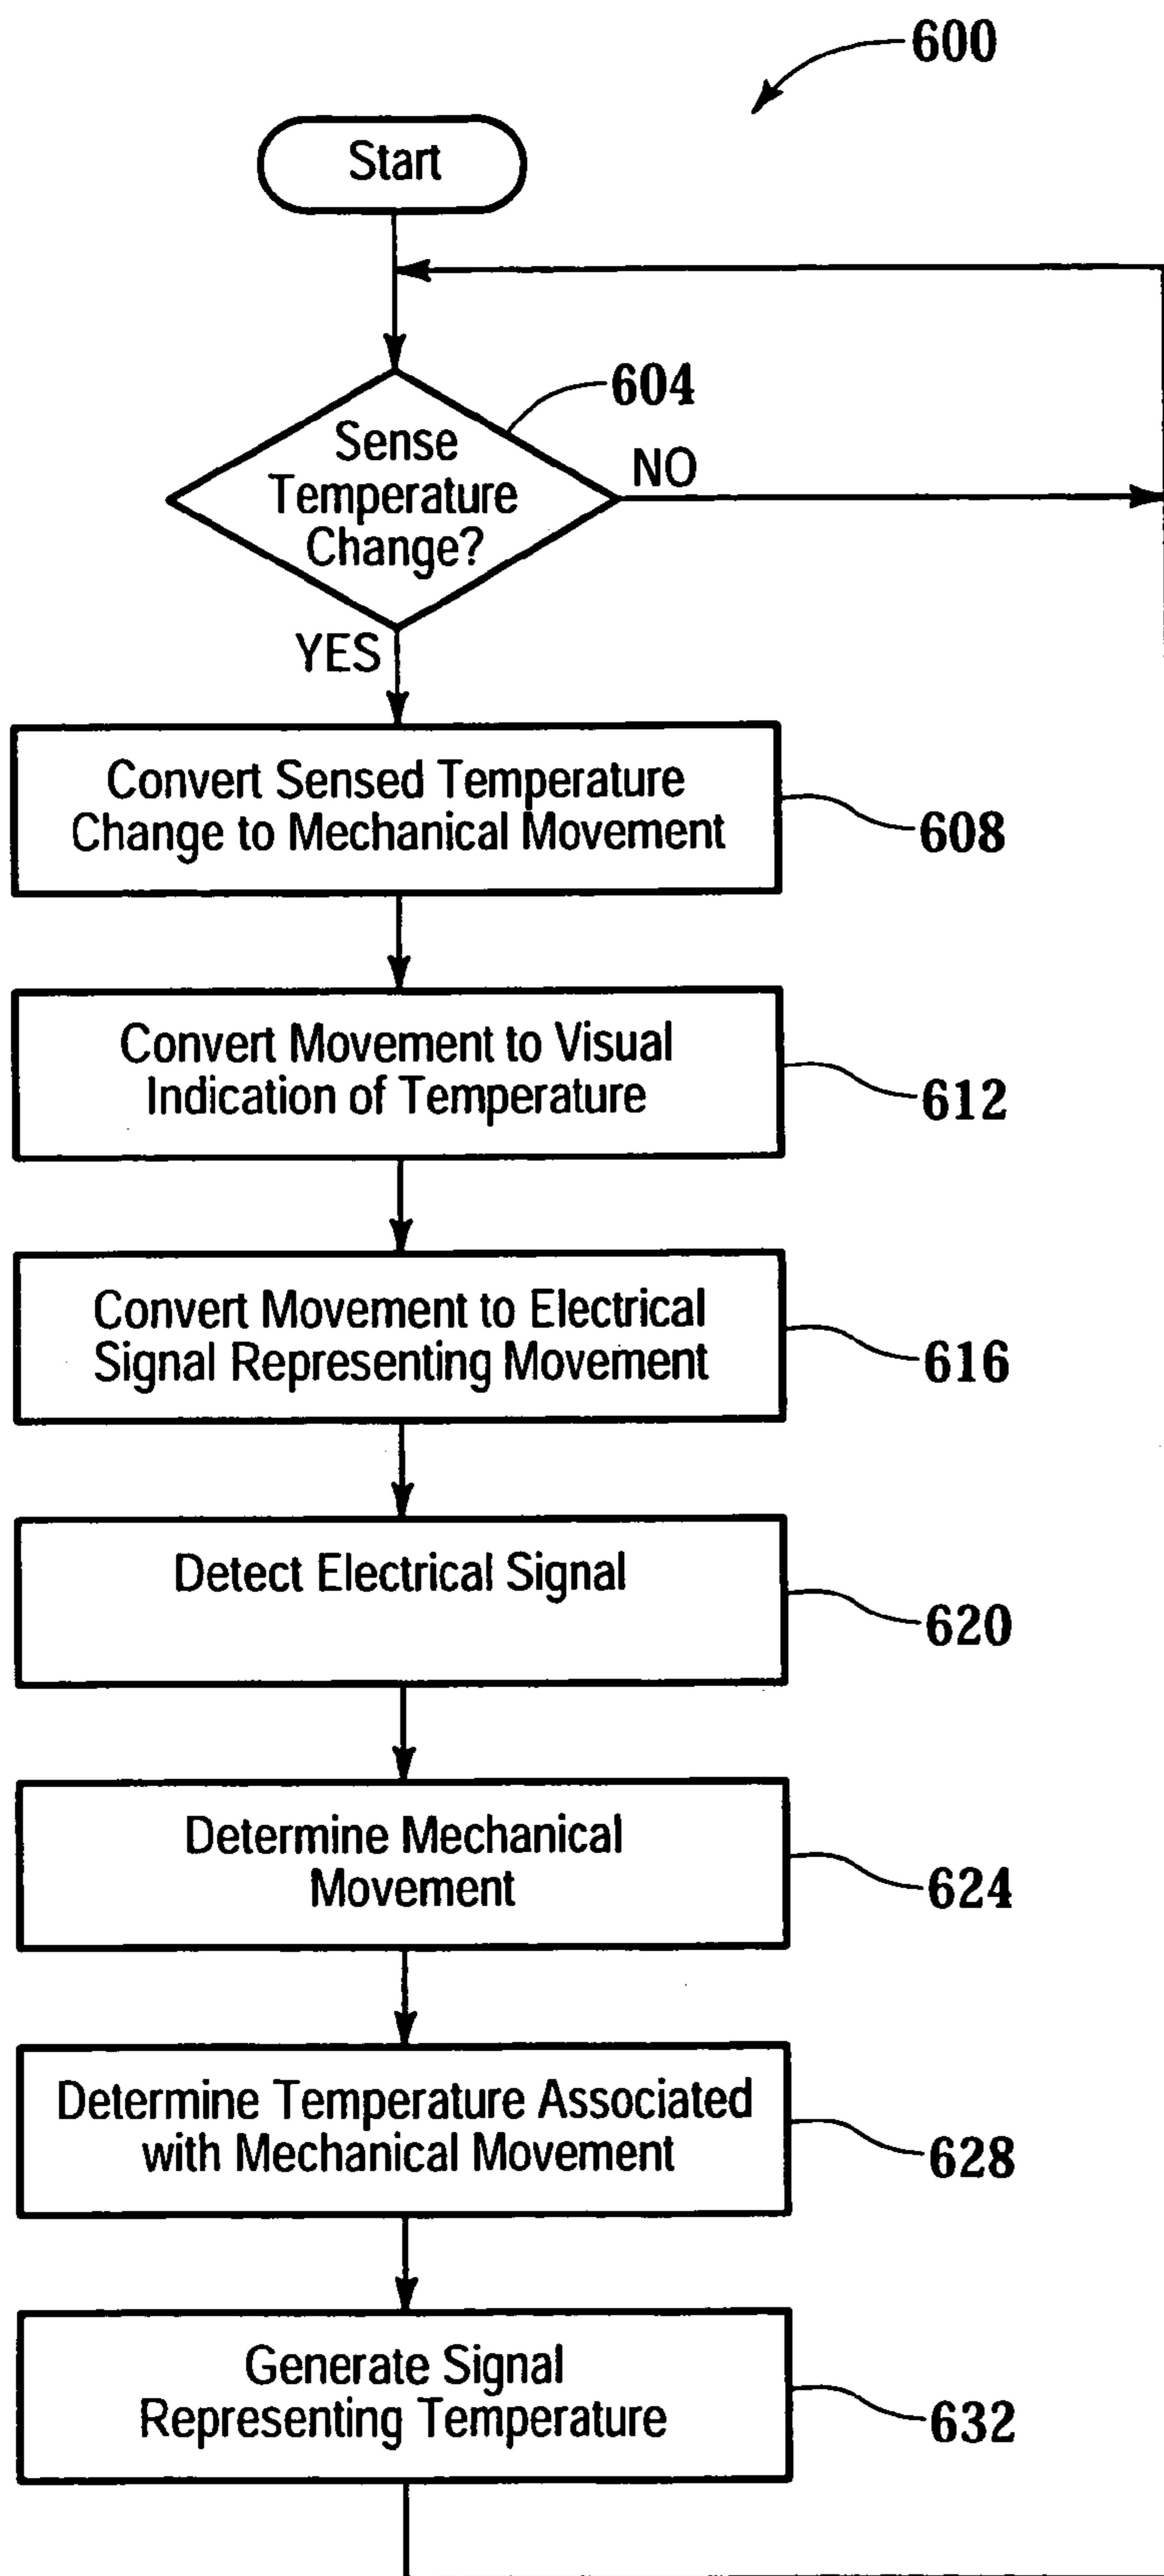 600
Start
604
Sense
Temperature
Change?
NO
YES
Convert Sensed Temperature
Change to Mechanical Movement
608
Convert Movement to Visual
Indication of Temperature
612
Convert Movement to Electrical
Signal Representing Movement
616
Detect Electrical Signal
620
Determine Mechanical
Movement
624
Determine Temperature Associated
with Mechanical Movement
628
Generate Signal
Representing Temperature
632